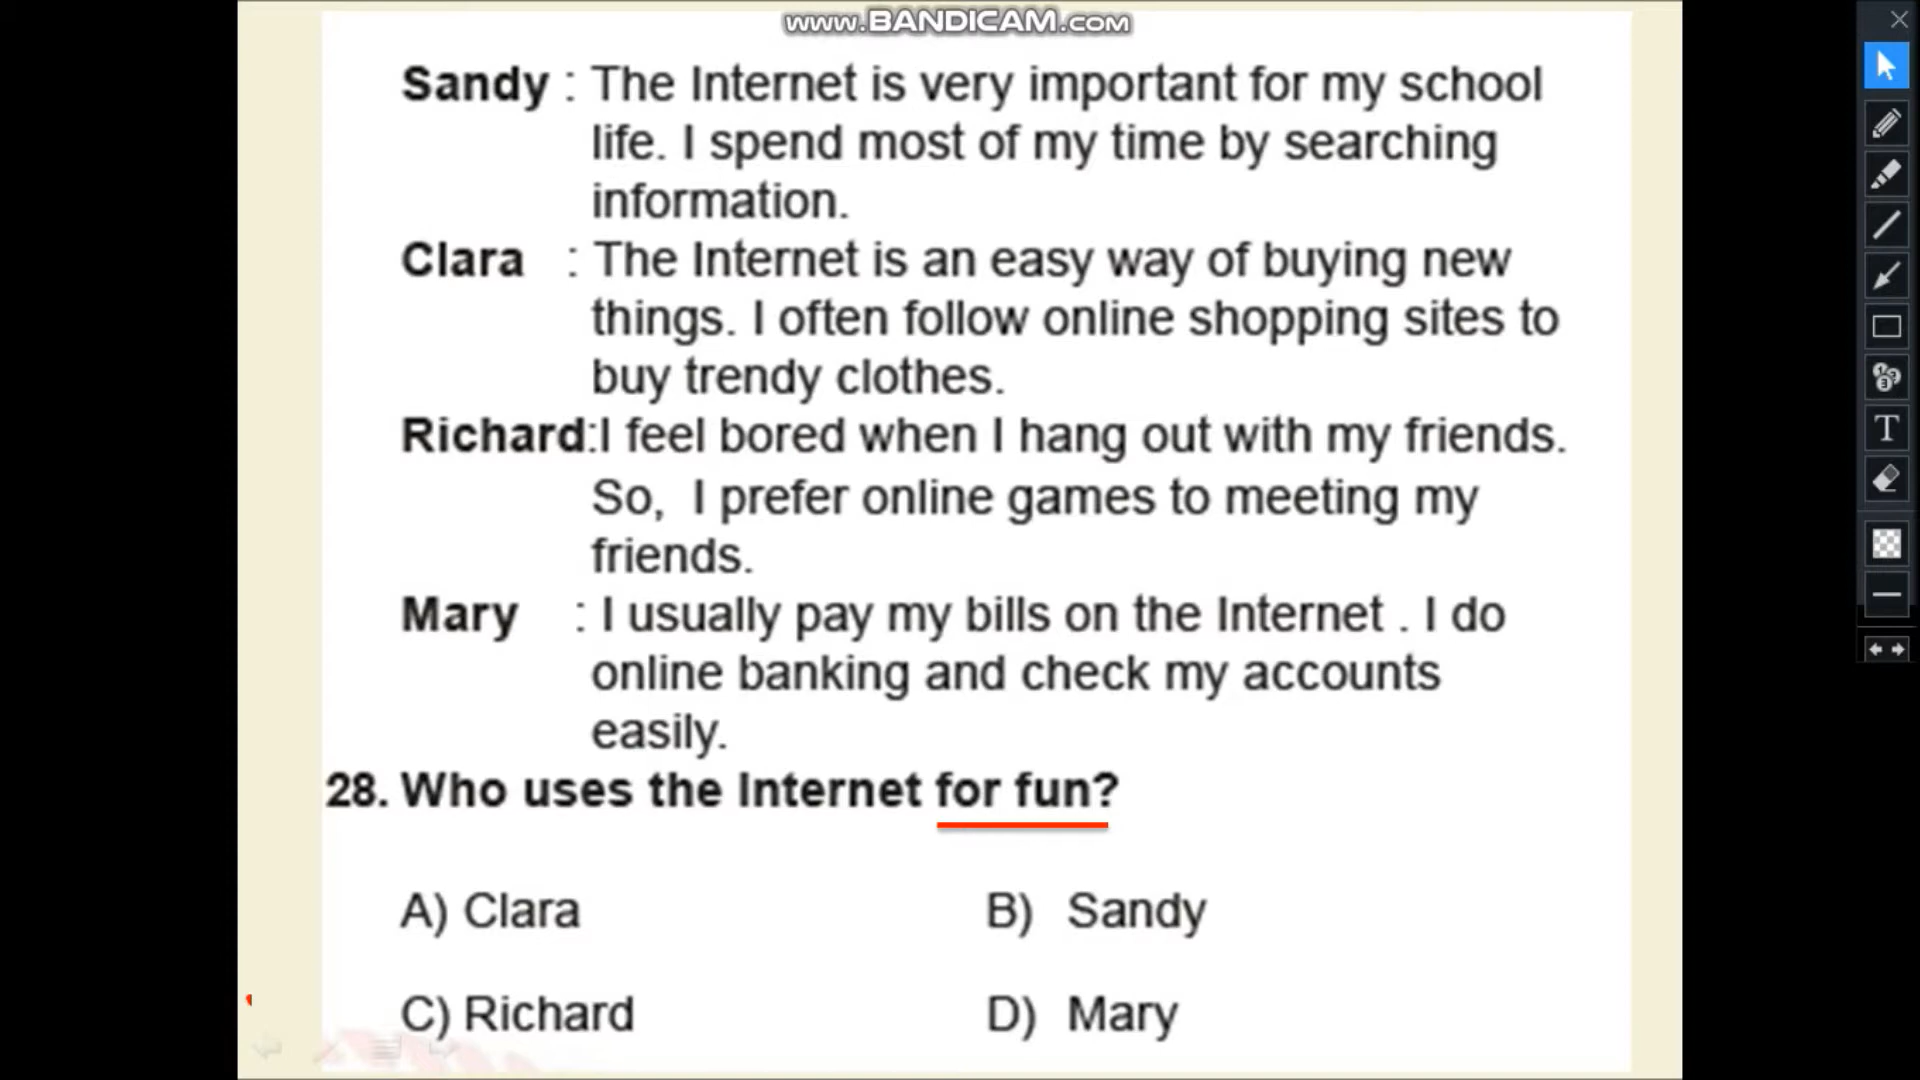 www.BANDICAM.com
Sandy : The Internet is very important for my school
life. I spend most of my time by searching
information.
Clara : The Internet is an easy way of buying new
things. I often follow online shopping sites to
buy trendy clothes.
Richard:I feel bored when I hang out with my friends.
So, I prefer online games to meeting my
friends.
Mary : I usually pay my bills on the Internet . I do
online banking and check my accounts
easily.
28. Who uses the Internet for fun?
A) Clara B) Sandy
C) Richard D) Mary